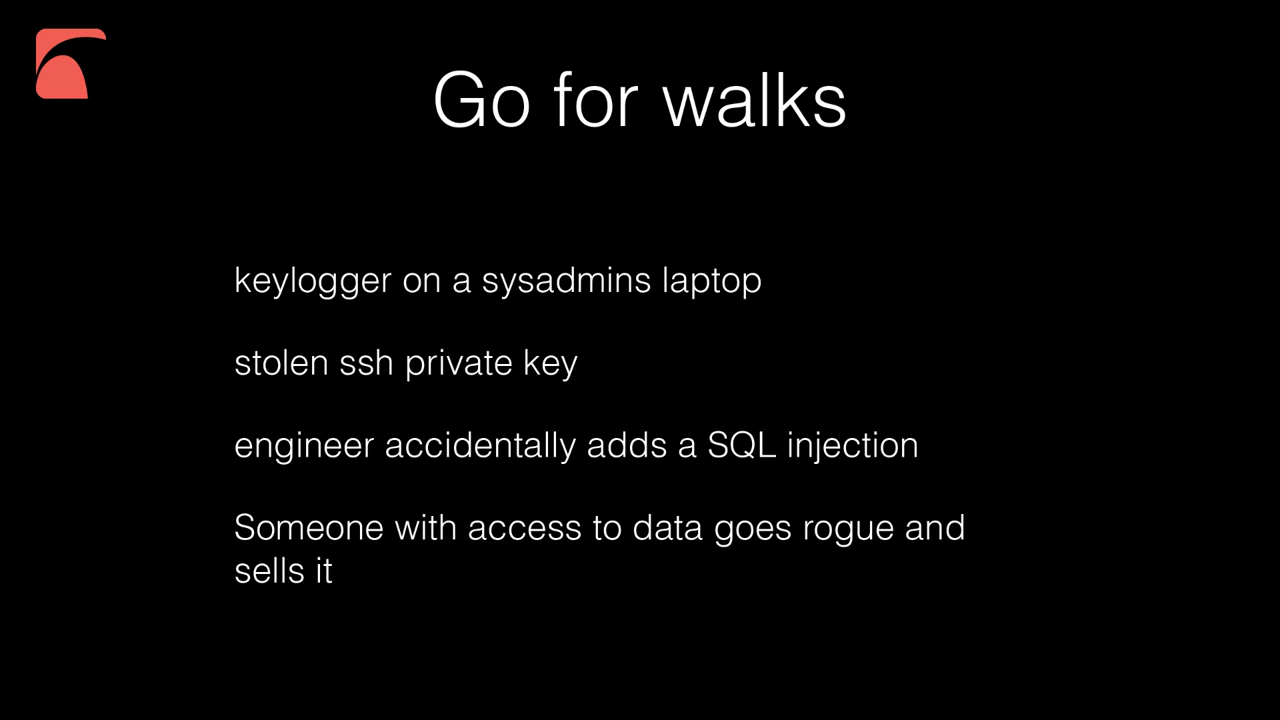 Go for walks
keylogger on a sysadmins laptop
stolen ssh private key
engineer accidentally adds a SQL injection
Someone with access to data goes rogue and
sells it